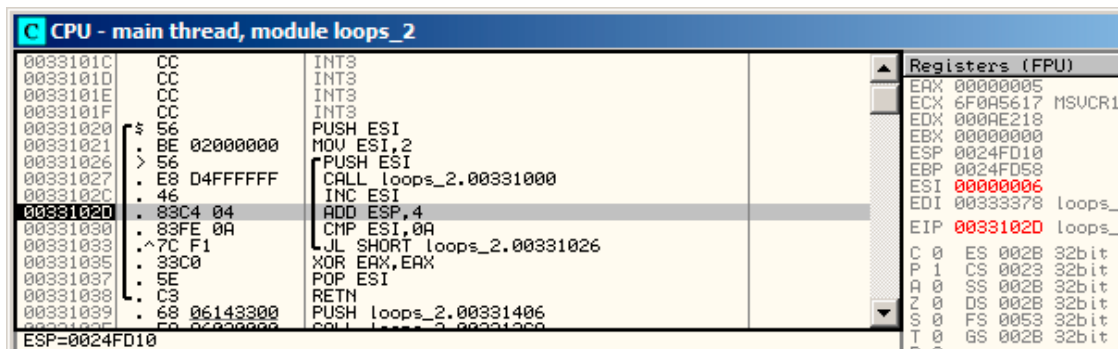 C CPU - main thread, module loops_2
0033101C CC INT3
0033101D CC INT3
0033101E CC INT3
0033101F CC INT3
00331020 $ 56 PUSH ESI
00331021 . BE 02000000 MOV ESI,2
00331026 > 56 PUSH ESI
00331027 . E8 D4FFFFFF CALL loops_2.00331000
0033102C . 46 INC ESI
0033102D . 83C4 04 ADD ESP,4
00331030 . 83FE 0A CMP ESI,0A
00331033 .^7C F1 JL SHORT loops_2.00331026
00331035 . 33C0 XOR EAX,EAX
00331037 . 5E POP ESI
00331038 . C3 RETN
00331039 . 68 06143300 PUSH loops_2.00331406
ESP=0024FD10
Registers (FPU)
EAX 00000005
ECX 6F0A5617 MSVCR1
EDX 000AE218
EBX 00000000
ESP 0024FD10
EBP 0024FD58
ESI 00000006
EDI 00333378 loops_
EIP 0033102D loops_
C 0 ES 002B 32bit
P 1 CS 0023 32bit
A 0 SS 002B 32bit
Z 0 DS 002B 32bit
S 0 FS 0053 32bit
T 0 GS 002B 32bit